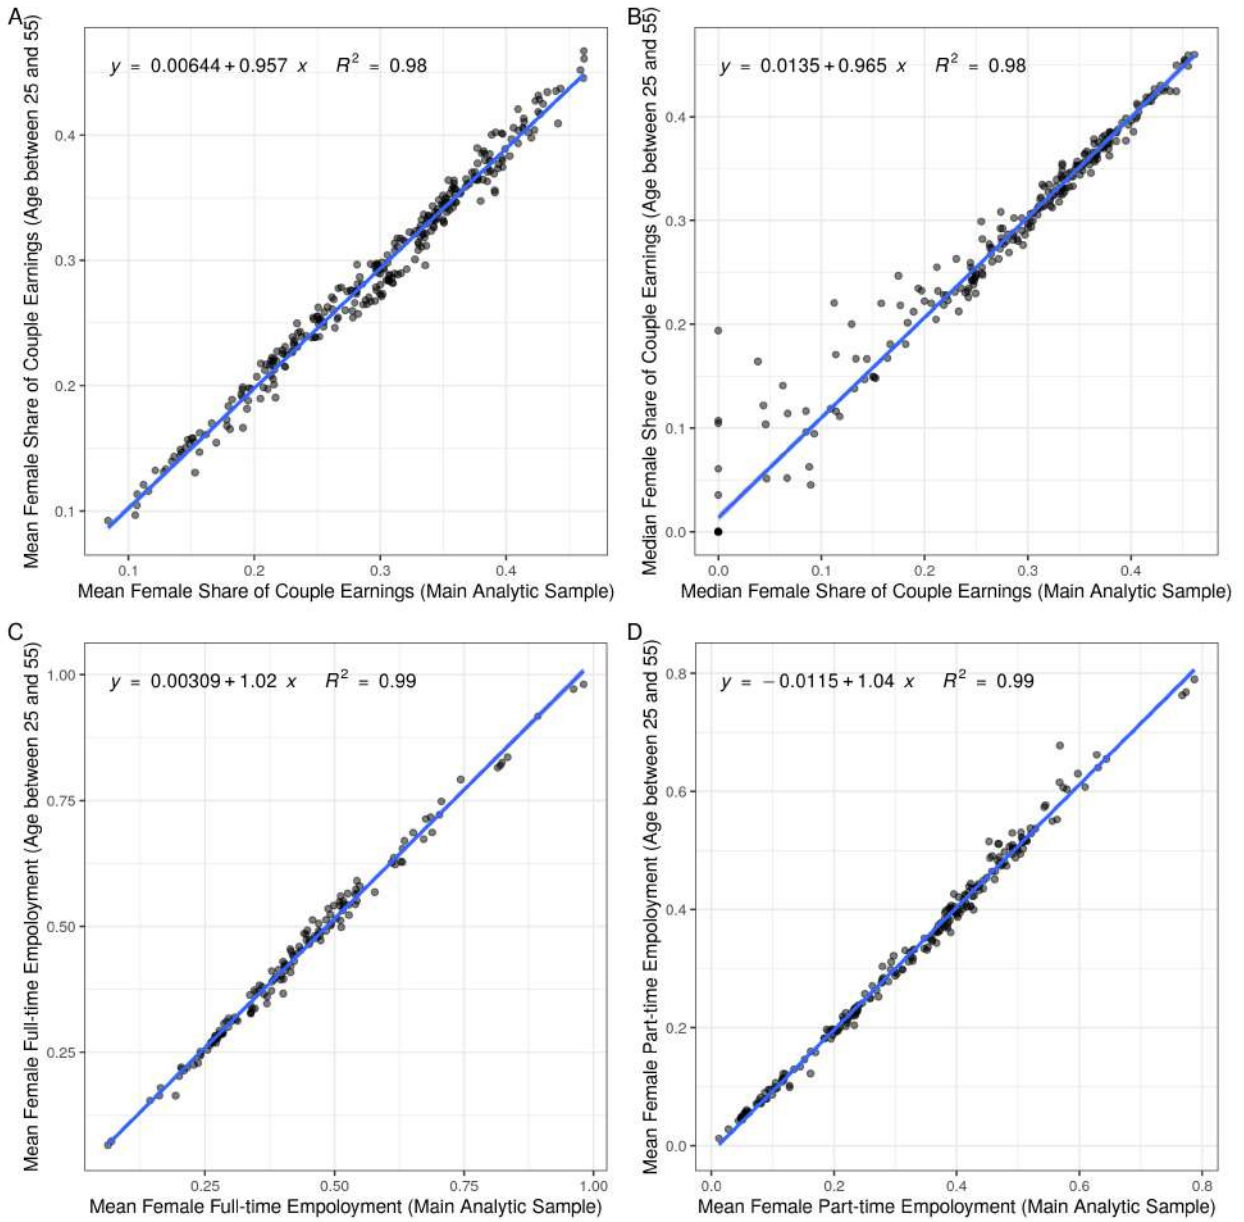 A
Mean Female Share of Couple Earnings (Age between 25 and 55)
y = 0.00644 + 0.957 x R² = 0.98
0.4
0.3
0.2
0.1
0.1 0.2 0.3 0.4
Mean Female Share of Couple Earnings (Main Analytic Sample)
B
Median Female Share of Couple Earnings (Age between 25 and 55)
y = 0.0135 + 0.965 x R² = 0.98
0.4
0.3
0.2
0.1
0.0
0.0 0.1 0.2 0.3 0.4
Median Female Share of Couple Earnings (Main Analytic Sample)
C
Mean Female Full-time Empoloyment (Age between 25 and 55)
y = 0.00309 + 1.02 x R² = 0.99
1.00
0.75
0.50
0.25
0.25 0.50 0.75 1.00
Mean Female Full-time Empoloyment (Main Analytic Sample)
D
Mean Female Part-time Empoloyment (Age between 25 and 55)
y = −0.0115 + 1.04 x R² = 0.99
0.8
0.6
0.4
0.2
0.0
0.0 0.2 0.4 0.6 0.8
Mean Female Part-time Empoloyment (Main Analytic Sample)